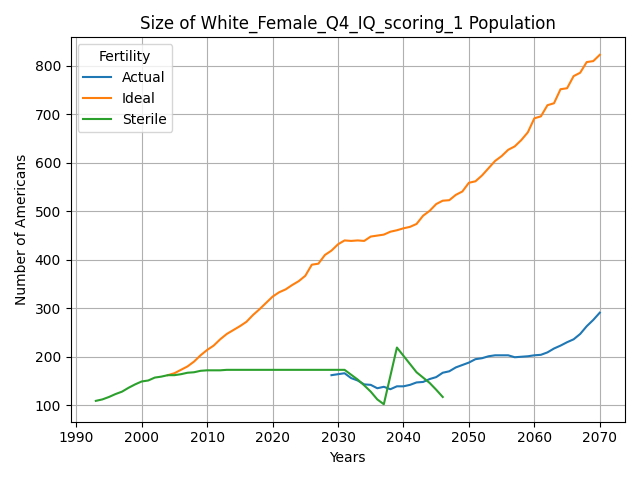 Size of White_Female_Q4_IQ_scoring_1 Population
Fertility
Actual
Ideal
Sterile
Number of Americans
800
700
600
500
400
300
200
100
1990
2000
2010
2020
2030
2040
2050
2060
2070
Years